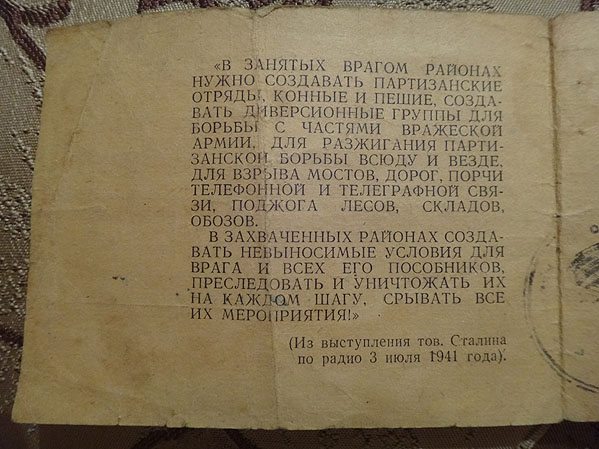 «В ЗАНЯТЫХ ВРАГОМ РАЙОНАХ
НУЖНО СОЗДАВАТЬ ПАРТИЗАНСКИЕ
ОТРЯДЫ, КОННЫЕ И ПЕШИЕ, СОЗДА-
ВАТЬ ДИВЕРСИОННЫЕ ГРУППЫ ДЛЯ
БОРЬБЫ С ЧАСТЯМИ ВРАЖЕСКОЙ
АРМИИ, ДЛЯ РАЗЖИГАНИЯ ПАРТИ-
ЗАНСКОЙ БОРЬБЫ ВСЮДУ И ВЕЗДЕ,
ДЛЯ ВЗРЫВА МОСТОВ, ДОРОГ, ПОРЧИ
ТЕЛЕФОННОЙ И ТЕЛЕГРАФНОЙ СВЯ-
ЗИ, ПОДЖОГА ЛЕСОВ, СКЛАДОВ,
ОБОЗОВ.
В ЗАХВАЧЕННЫХ РАЙОНАХ СОЗДА-
ВАТЬ НЕВЫНОСИМЫЕ УСЛОВИЯ ДЛЯ
ВРАГА И ВСЕХ ЕГО ПОСОБНИКОВ,
ПРЕСЛЕДОВАТЬ И УНИЧТОЖАТЬ ИХ
НА КАЖДОМ ШАГУ, СРЫВАТЬ ВСЕ
ИХ МЕРОПРИЯТИЯ!»
(Из выступления тов. Сталина
по радио 3 июля 1941 года).